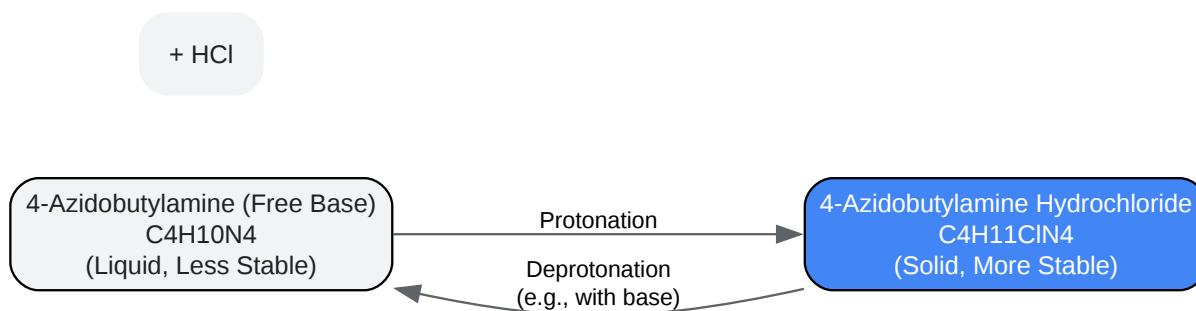 + HCl
4-Azidobutylamine (Free Base)
C4H10N4
(Liquid, Less Stable)
Protonation
Deprotonation
(e.g., with base)
4-Azidobutylamine Hydrochloride
C4H11ClN4
(Solid, More Stable)